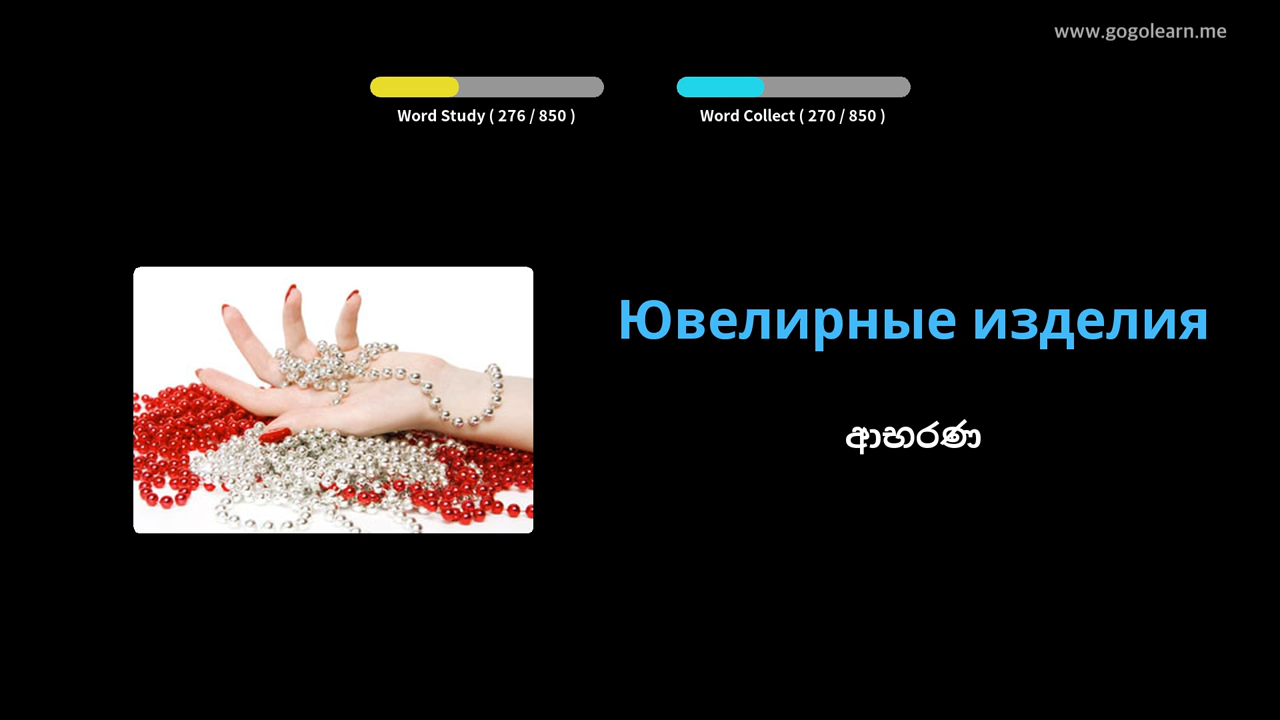 www.gogolearn.me
Word Study ( 276 / 850 )
Word Collect ( 270 / 850 )
Ювелирные изделия
ආභරණ